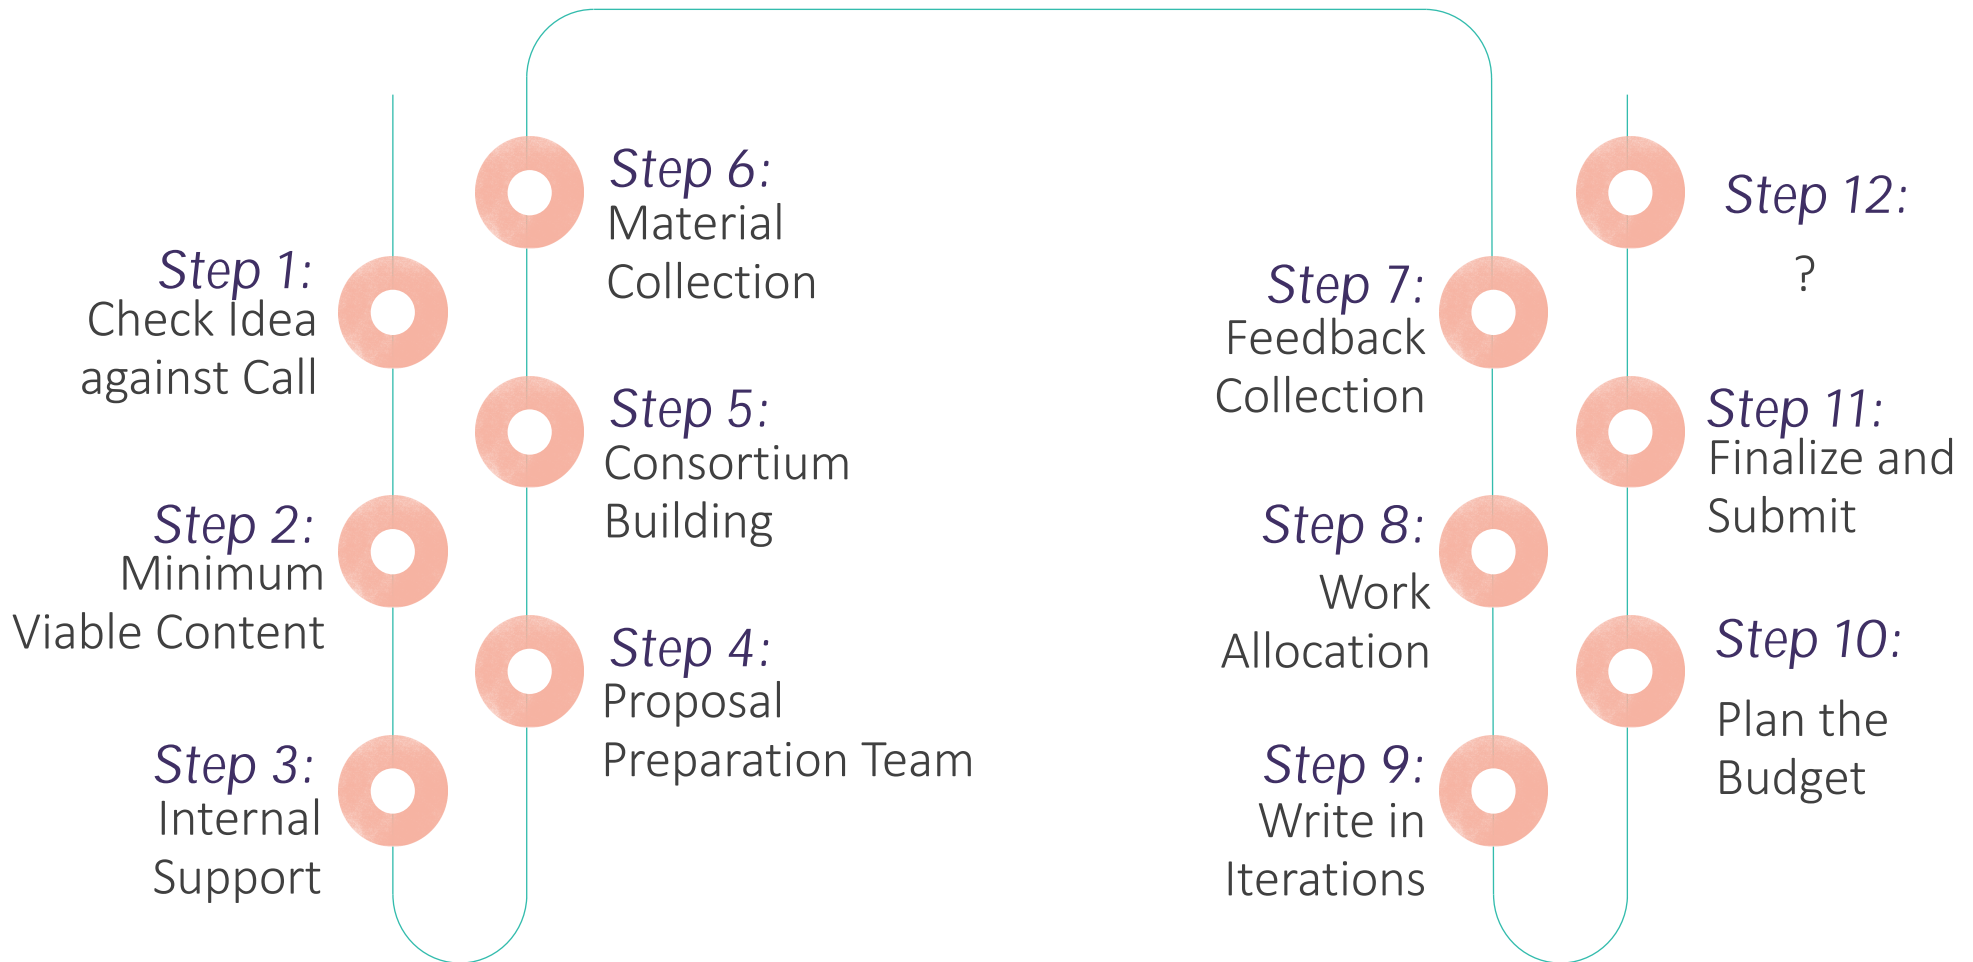 Step 1:
Check Idea
against Call
Step 2:
Minimum
Viable Content
Step 3:
Internal
Support
Step 4:
Proposal
Preparation Team
Step 5:
Consortium
Building
Step 6:
Material
Collection
Step 7:
Feedback
Collection
Step 8:
Work
Allocation
Step 9:
Write in
Iterations
Step 10:
Plan the
Budget
Step 11:
Finalize and
Submit
Step 12:
?